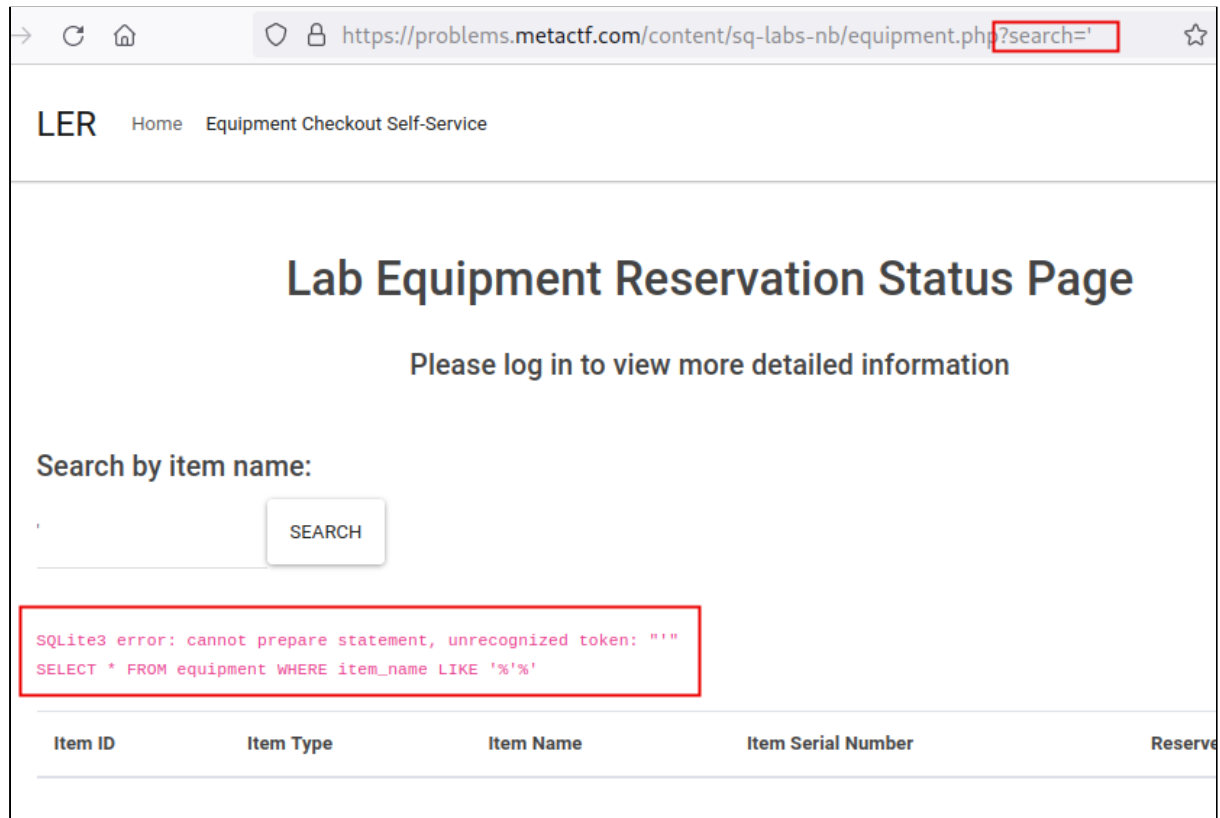 https://problems.metactf.com/content/sq-labs-nb/equipment.php?search='
LER Home Equipment Checkout Self-Service
Lab Equipment Reservation Status Page
Please log in to view more detailed information
Search by item name:
' SEARCH
SQLite3 error: cannot prepare statement, unrecognized token: "'"
SELECT * FROM equipment WHERE item_name LIKE '%'%'
Item ID Item Type Item Name Item Serial Number Reserve